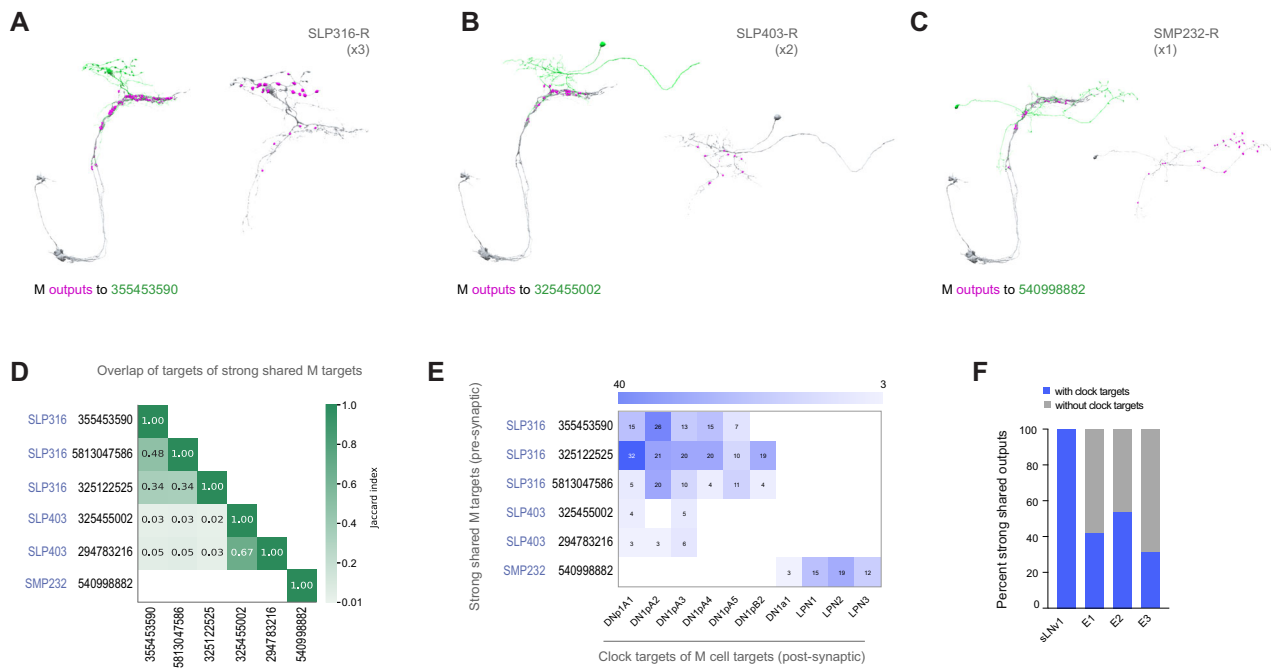 A
SLP316-R
(x3)
M outputs to 355453590
B
SLP403-R
(x2)
M outputs to 325455002
C
SMP232-R
(x1)
M outputs to 540998882
D
Overlap of targets of strong shared M targets
SLP316 355453590 1.00
SLP316 5813047586 0.48 1.00
SLP316 325122525 0.34 0.34 1.00
SLP403 325455002 0.03 0.03 0.02 1.00
SLP403 294783216 0.05 0.05 0.03 0.67 1.00
SMP232 540998882 1.00
355453590 5813047586 325122525 325455002 294783216 540998882
1.0
0.8
0.6
0.4
0.2
0.01
Jaccard index
E
40 3
Strong shared M targets (pre-synaptic)
SLP316 355453590 15 26 13 15 7
SLP316 325122525 32 21 20 20 10 19
SLP316 5813047586 5 20 10 4 11 4
SLP403 325455002 4 5
SLP403 294783216 3 3 6
SMP232 540998882 3 15 19 12
DNp1A1 DN1pA2 DN1pA3 DN1pA4 DN1pA5 DN1pB2 DN1a1 LPN1 LPN2 LPN3
Clock targets of M cell targets (post-synaptic)
F
with clock targets
without clock targets
Percent strong shared outputs
100
80
60
40
20
0
sLNv1 E1 E2 E3